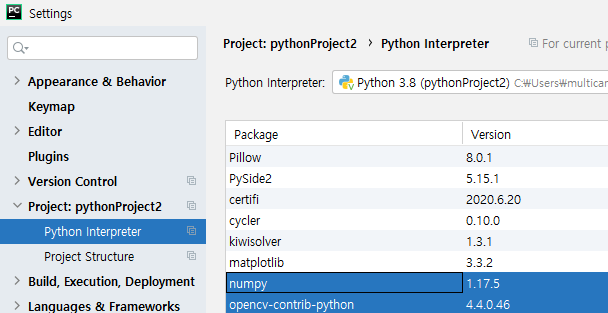 PC Settings
Project: pythonProject2 › Python Interpreter For current p
Python Interpreter: Python 3.8 (pythonProject2) C:₩Users₩multicar
Appearance & Behavior
Keymap
Editor
Plugins
Version Control
Project: pythonProject2
Python Interpreter
Project Structure
Build, Execution, Deployment
Languages & Frameworks
Package Version
Pillow 8.0.1
PySide2 5.15.1
certifi 2020.6.20
cycler 0.10.0
kiwisolver 1.3.1
matplotlib 3.3.2
numpy 1.17.5
opencv-contrib-python 4.4.0.46